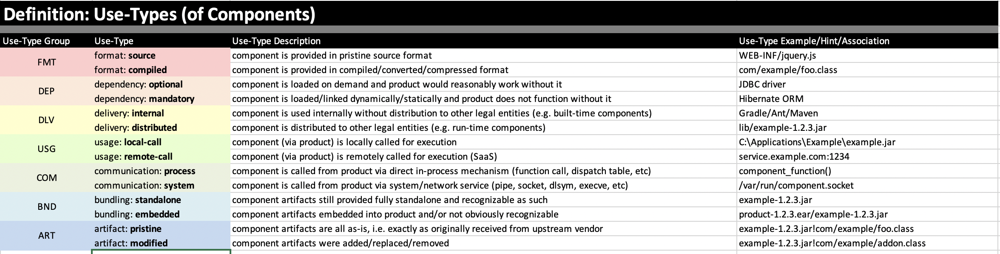 Definition: Use-Types (of Components)
Use-Type Group Use-Type Use-Type Description Use-Type Example/Hint/Association
FMT
format: source component is provided in pristine source format WEB-INF/jquery.js
format: compiled component is provided in compiled/converted/compressed format com/example/foo.class
DEP
dependency: optional component is loaded on demand and product would reasonably work without it JDBC driver
dependency: mandatory component is loaded/linked dynamically/statically and product does not function without it Hibernate ORM
DLV
delivery: internal component is used internally without distribution to other legal entities (e.g. built-time components) Gradle/Ant/Maven
delivery: distributed component is distributed to other legal entities (e.g. run-time components) lib/example-1.2.3.jar
USG
usage: local-call component (via product) is locally called for execution C:\Applications\Example\example.jar
usage: remote-call component (via product) is remotely called for execution (SaaS) service.example.com:1234
COM
communication: process component is called from product via direct in-process mechanism (function call, dispatch table, etc) component_function()
communication: system component is called from product via system/network service (pipe, socket, dlsym, execve, etc) /var/run/component.socket
BND
bundling: standalone component artifacts still provided fully standalone and recognizable as such example-1.2.3.jar
bundling: embedded component artifacts embedded into product and/or not obviously recognizable product-1.2.3.ear/example-1.2.3.jar
ART
artifact: pristine component artifacts are all as-is, i.e. exactly as originally received from upstream vendor example-1.2.3.jar!com/example/foo.class
artifact: modified component artifacts were added/replaced/removed example-1.2.3.jar!com/example/addon.class